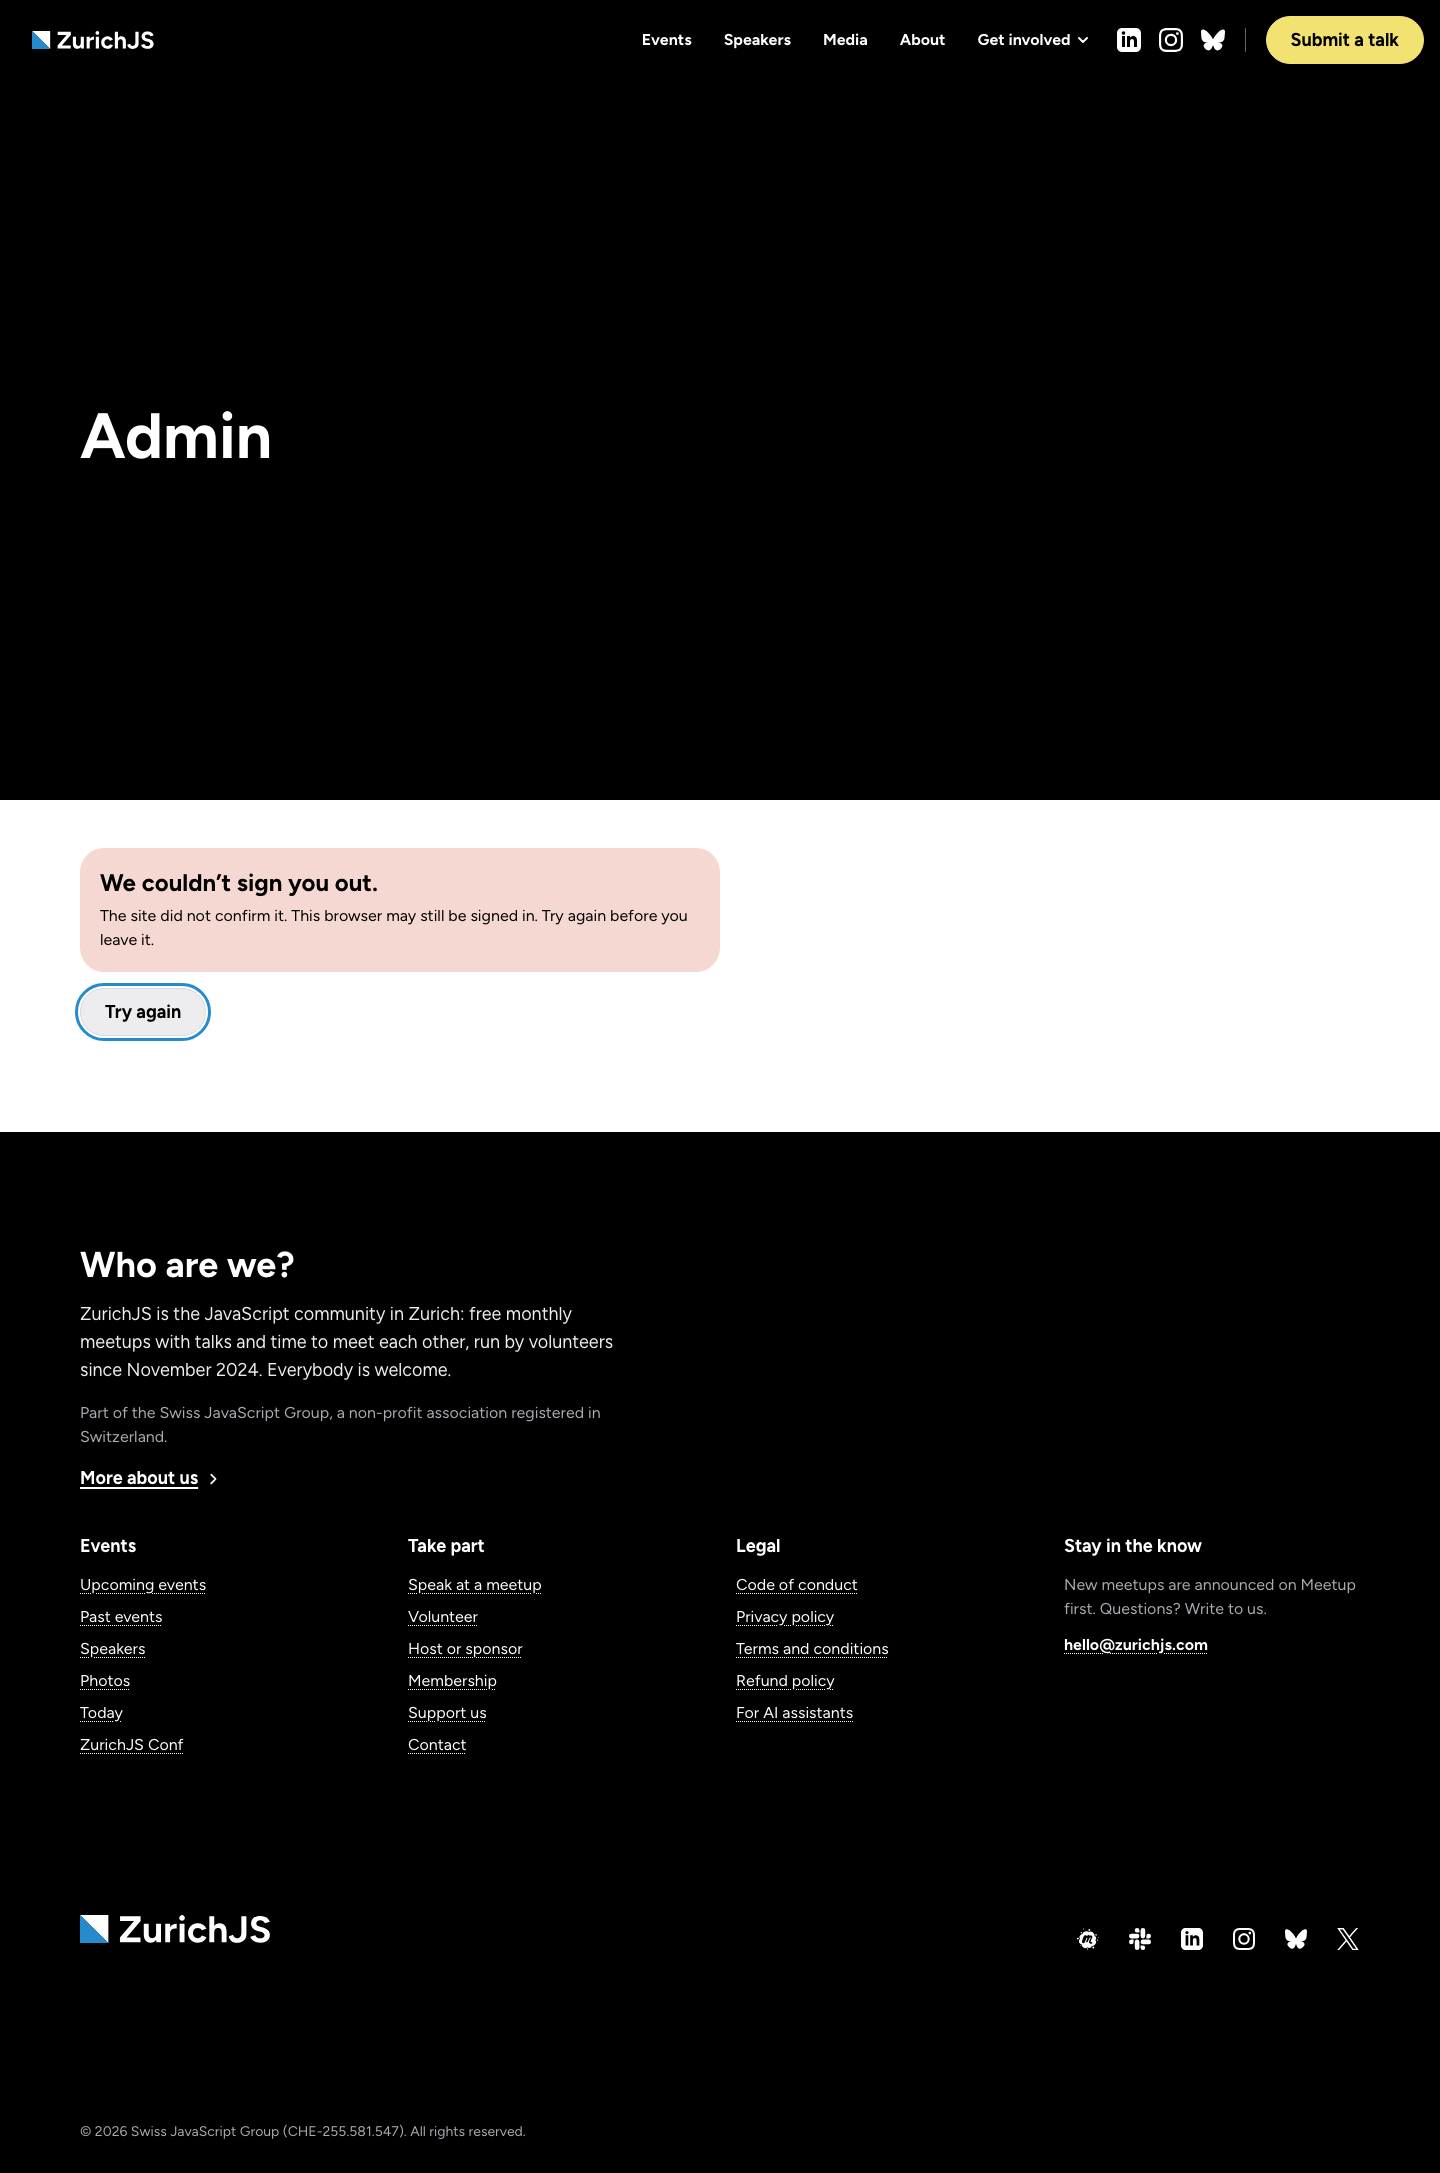 ZurichJS
Events
Speakers
Media
About
Get involved
Submit a talk
Admin
We couldn’t sign you out.
The site did not confirm it. This browser may still be signed in. Try again before you
leave it.
Try again
Who are we?
ZurichJS is the JavaScript community in Zurich: free monthly
meetups with talks and time to meet each other, run by volunteers
since November 2024. Everybody is welcome.
Part of the Swiss JavaScript Group, a non-profit association registered in
Switzerland.
More about us
Events
Upcoming events
Past events
Speakers
Photos
Today
ZurichJS Conf
Take part
Speak at a meetup
Volunteer
Host or sponsor
Membership
Support us
Contact
Legal
Code of conduct
Privacy policy
Terms and conditions
Refund policy
For AI assistants
Stay in the know
New meetups are announced on Meetup
first. Questions? Write to us.
hello@zurichjs.com
ZurichJS
© 2026 Swiss JavaScript Group (CHE-255.581.547). All rights reserved.